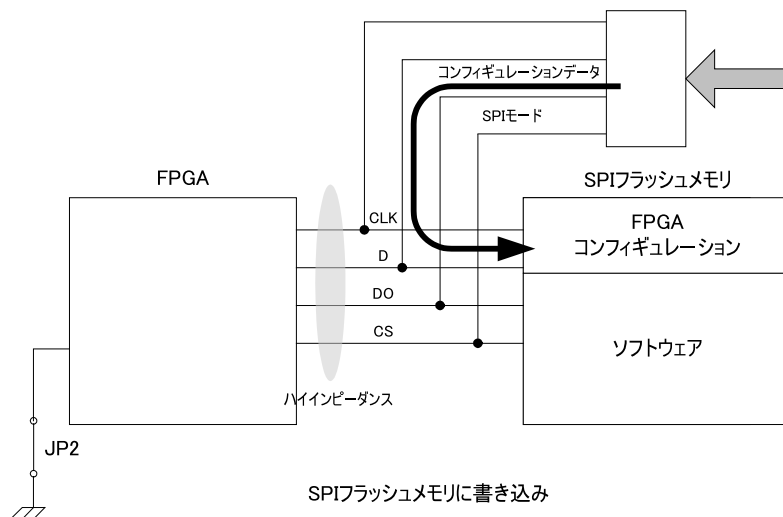 コンフィギュレーションデータ
SPIモード
FPGA
SPIフラッシュメモリ
CLK
FPGA
コンフィギュレーション
D
DO
CS
ソフトウェア
ハイインピーダンス
JP2
SPIフラッシュメモリに書き込み